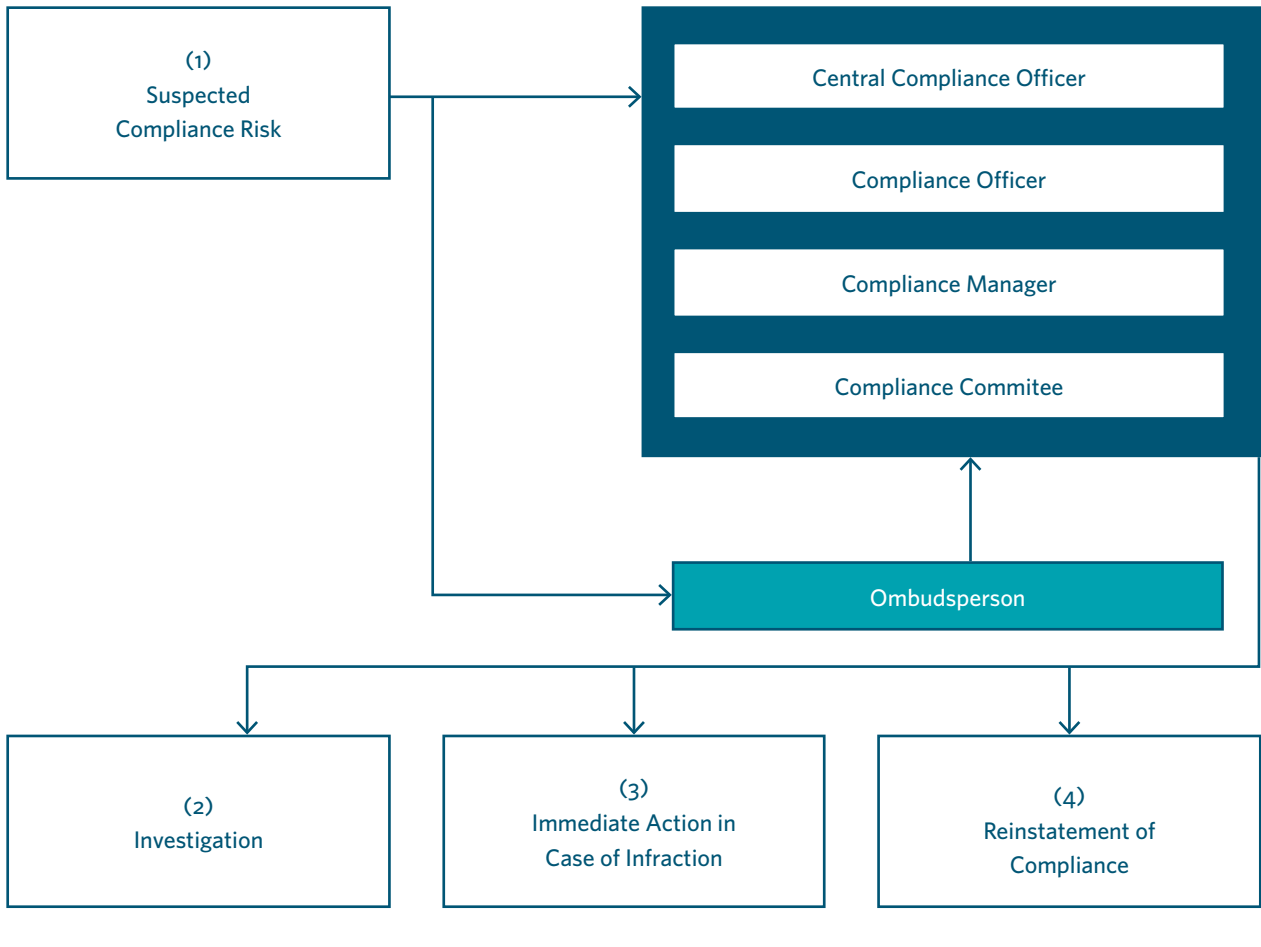 (1)
Suspected
Compliance Risk
Central Compliance Officer
Compliance Officer
Compliance Manager
Compliance Commitee
Ombudsperson
(2)
Investigation
(3)
Immediate Action in
Case of Infraction
(4)
Reinstatement of
Compliance